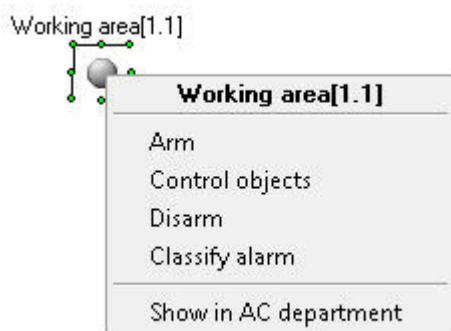 Working area[1.1]
Working area[1.1]
Arm
Control objects
Disarm
Classify alarm
Show in AC department